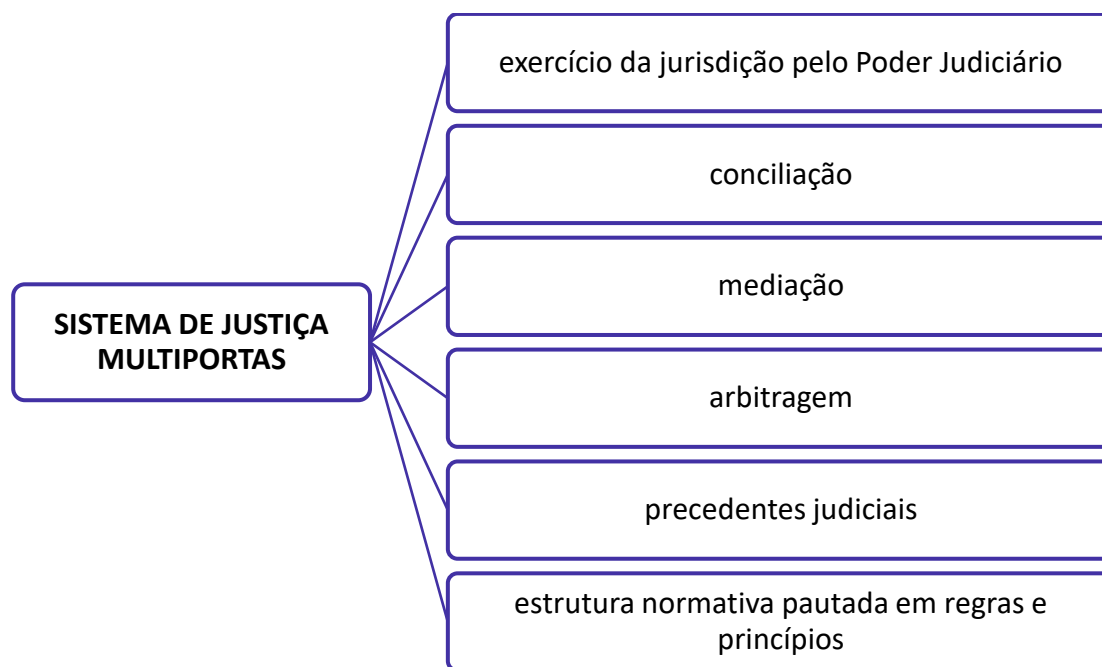 SISTEMA DE JUSTIÇA
MULTIPORTAS
exercício da jurisdição pelo Poder Judiciário
conciliação
mediação
arbitragem
precedentes judiciais
estrutura normativa pautada em regras e
princípios